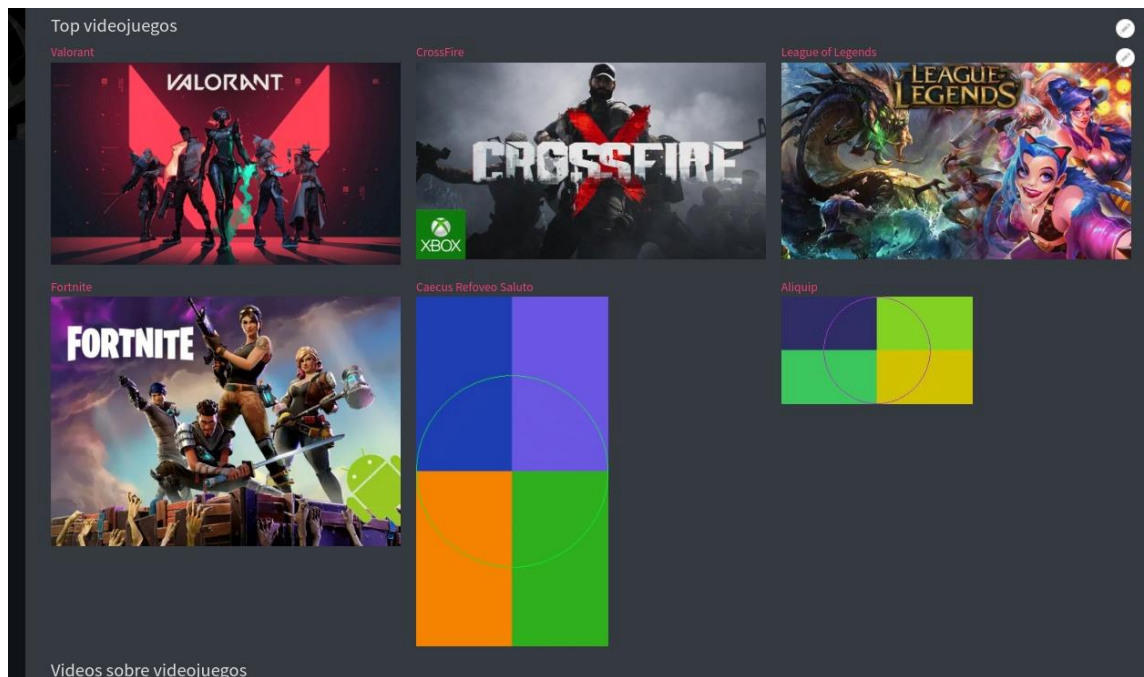 Top videojuegos
Valorant
CrossFire
League of Legends
VALORANT
CROSSFIRE
X
XBOX
LEAGUE OF
LEGENDS
Fortnite
Caecus Refoveo Saluto
Aliquip
FORTNITE
Videos sobre videojuegos